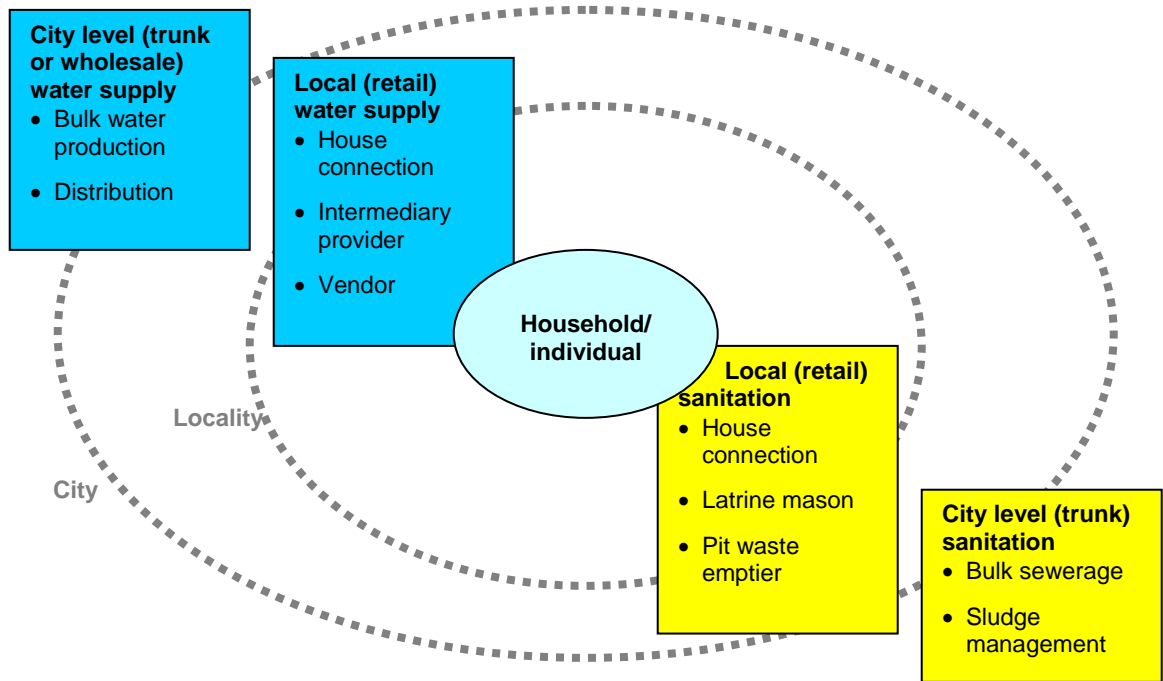 City level (trunk
or wholesale)
water supply
• Bulk water
production
• Distribution
Local (retail)
water supply
• House
connection
• Intermediary
provider
• Vendor
Household/
individual
Local (retail)
sanitation
• House
connection
• Latrine mason
• Pit waste
emptier
City level (trunk)
sanitation
• Bulk sewerage
• Sludge
management
Locality
City